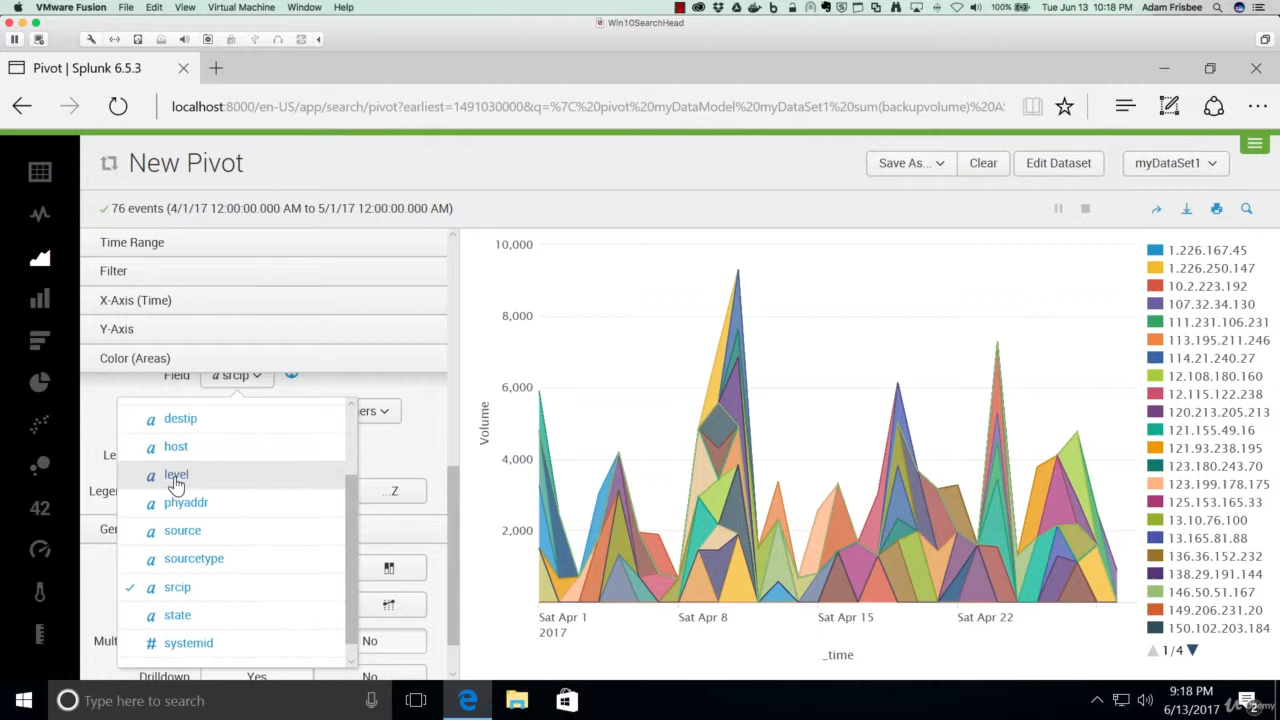 VMware Fusion File Edit View Virtual Machine Window Help 100% Tue Jun 13 10:18 PM Adam Frisbee
Win10SearchHead
Pivot | Splunk 6.5.3
localhost:8000/en-US/app/search/pivot?earliest=1491030000&q=%7C%20pivot%20myDataModel%20myDataSet1%20sum(backupvolume)%20A
New Pivot
Save As... Clear Edit Dataset myDataSet1
76 events (4/1/17 12:00:00.000 AM to 5/1/17 12:00:00.000 AM)
Time Range
Filter
X-Axis (Time)
Y-Axis
Color (Areas)
Field a srcip
ers
Le
Legen
...Z
Ger
Mult
No
Drilldown Yes No
a destip
a host
a level
a phyaddr
a source
a sourcetype
a srcip
a state
# systemid
42
10,000
8,000
6,000
4,000
2,000
Volume
Sat Apr 1
2017
Sat Apr 8
Sat Apr 15
Sat Apr 22
_time
1.226.167.45
1.226.250.147
10.2.223.192
107.32.34.130
111.231.106.231
113.195.211.246
114.21.240.27
12.108.180.160
12.115.122.238
120.213.205.213
121.155.49.16
121.93.238.195
123.180.243.70
123.199.178.175
125.153.165.33
13.10.76.100
13.165.81.88
136.36.152.232
138.29.191.144
146.50.51.167
149.206.231.20
150.102.203.184
1/4
Type here to search
9:18 PM
6/13/2017
2
Udemy